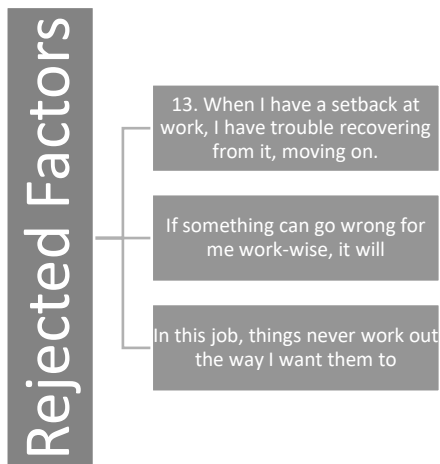 Rejected Factors
13. When I have a setback at
work, I have trouble recovering
from it, moving on.
If something can go wrong for
me work-wise, it will
In this job, things never work out
the way I want them to